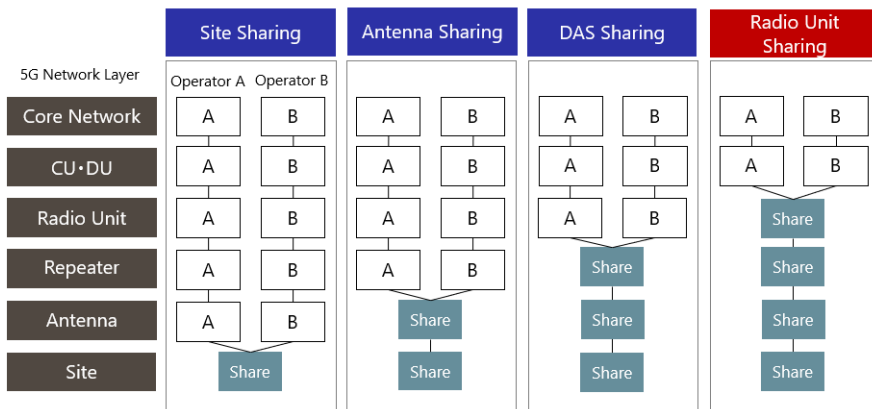 Site Sharing
Antenna Sharing
DAS Sharing
Radio Unit
Sharing
5G Network Layer
Operator A
Operator B
Core Network
A
B
A
B
A
B
A
B
CU・DU
A
B
A
B
A
B
A
B
Radio Unit
A
B
A
B
A
B
Share
Repeater
A
B
A
B
Share
Share
Antenna
A
B
Share
Share
Share
Site
Share
Share
Share
Share